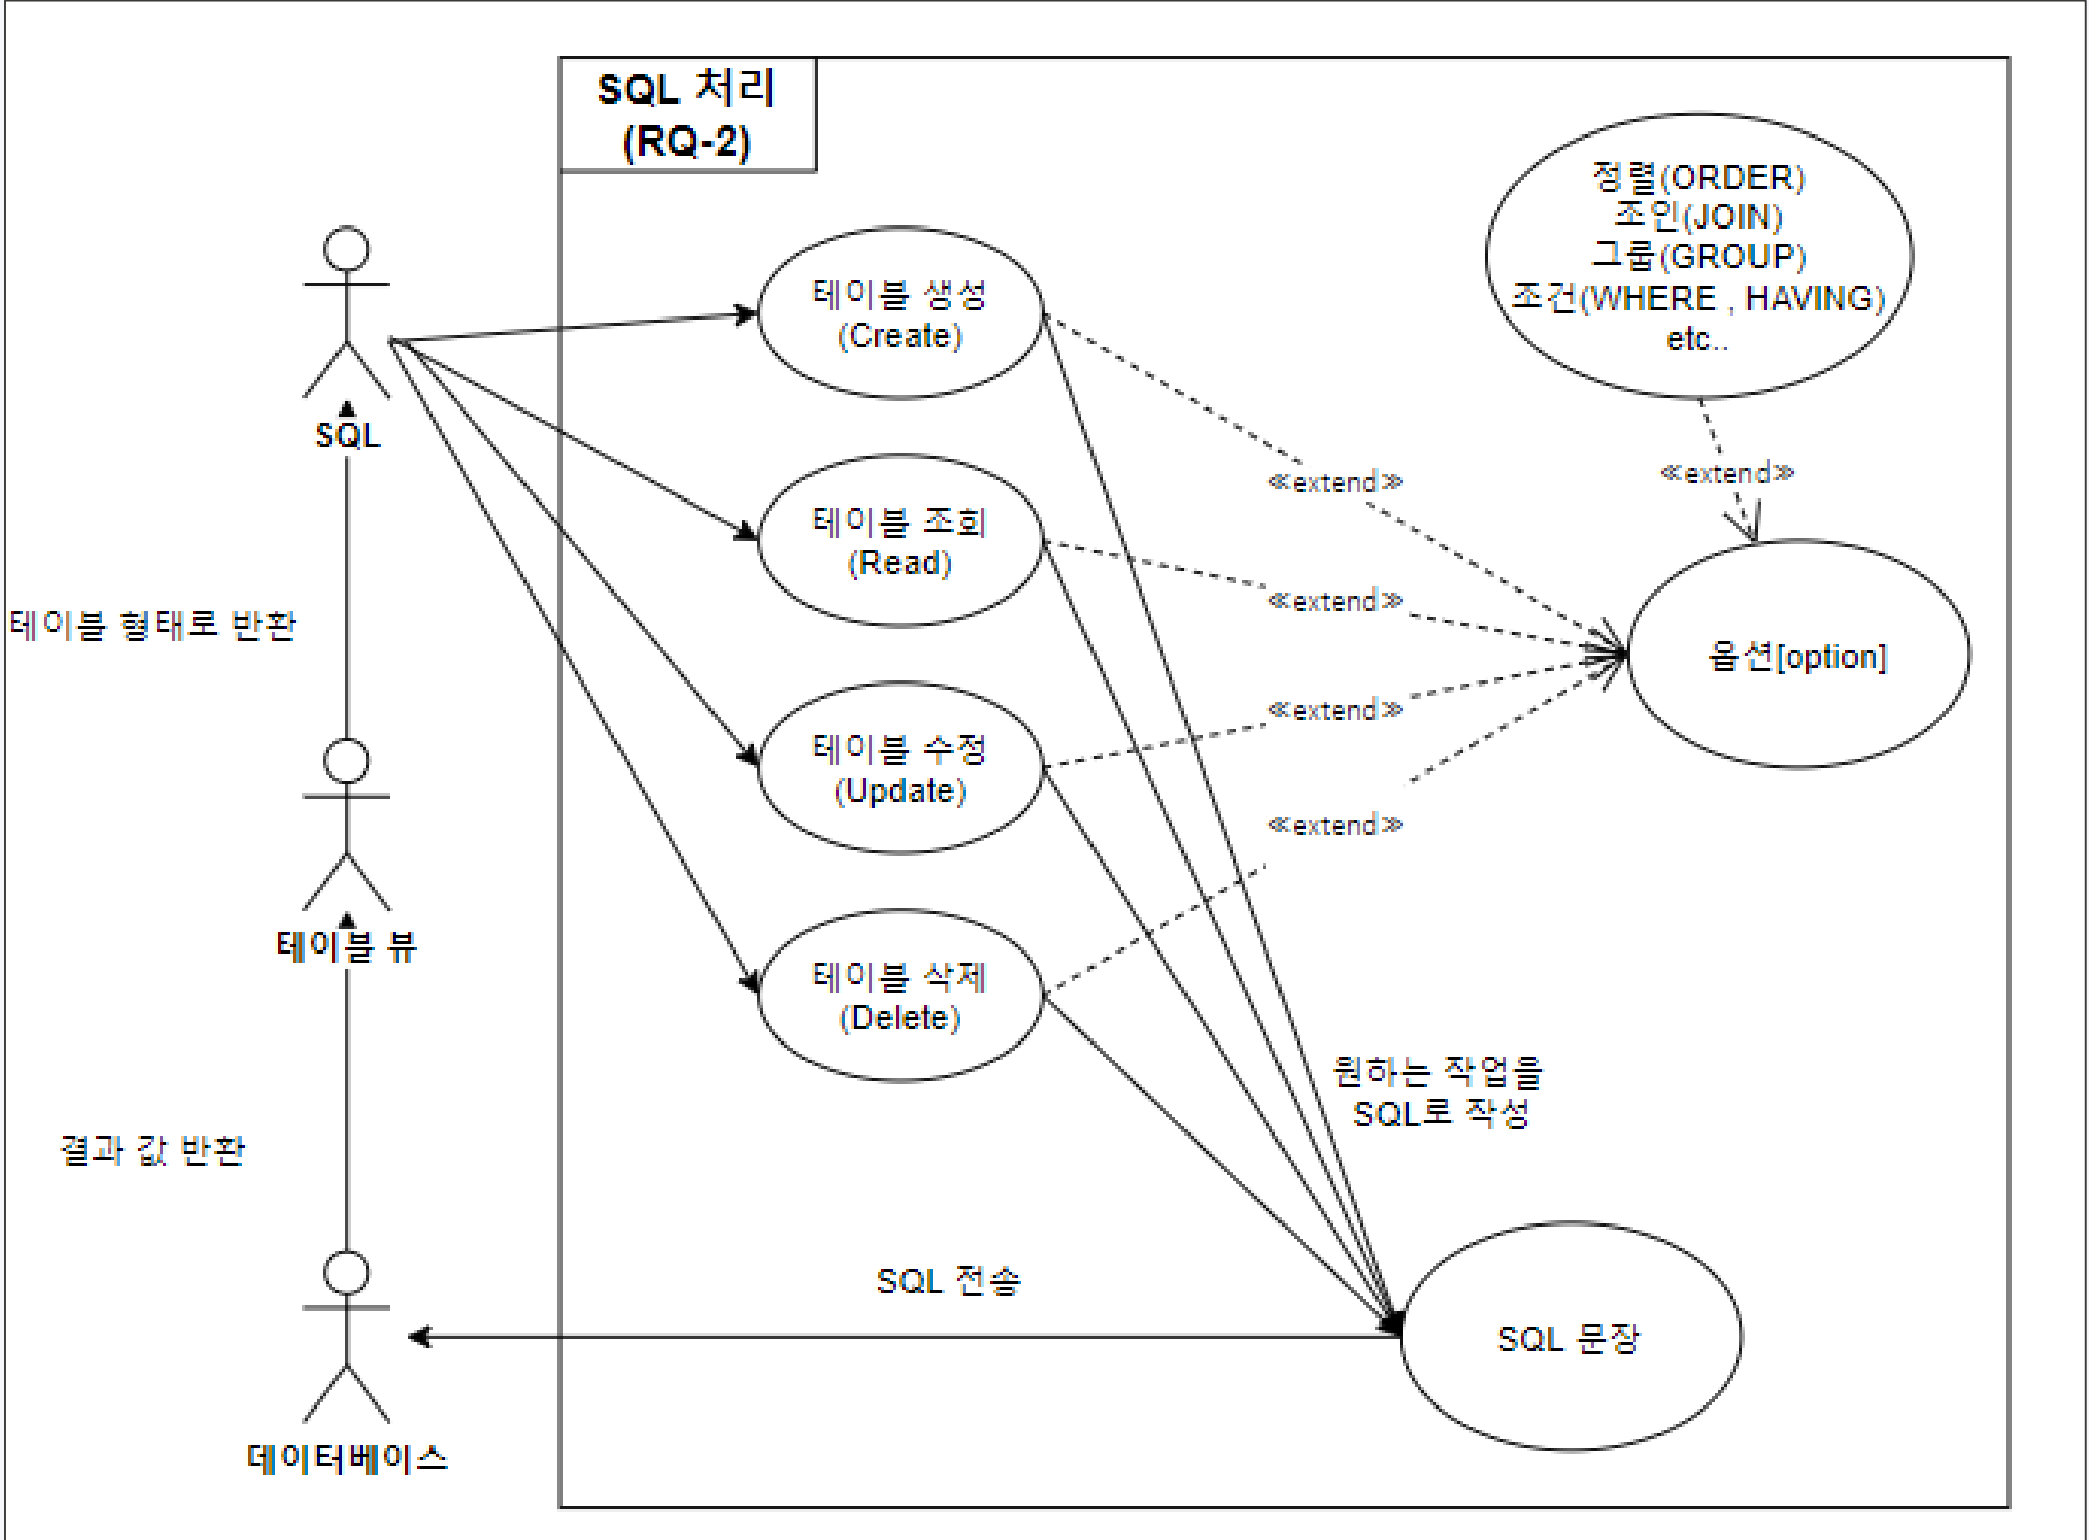 SQL 처리
(RQ-2)
정렬(ORDER)
조인(JOIN)
그룹(GROUP)
조건(WHERE , HAVING)
etc..
테이블 생성
(Create)
SQL
≪extend≫
≪extend≫
테이블 조회
(Read)
≪extend≫
테이블 형태로 반환
옵션[option]
≪extend≫
테이블 수정
(Update)
≪extend≫
테이블 뷰
테이블 삭제
(Delete)
원하는 작업을
SQL로 작성
결과 값 반환
SQL 전송
SQL 문장
데이터베이스